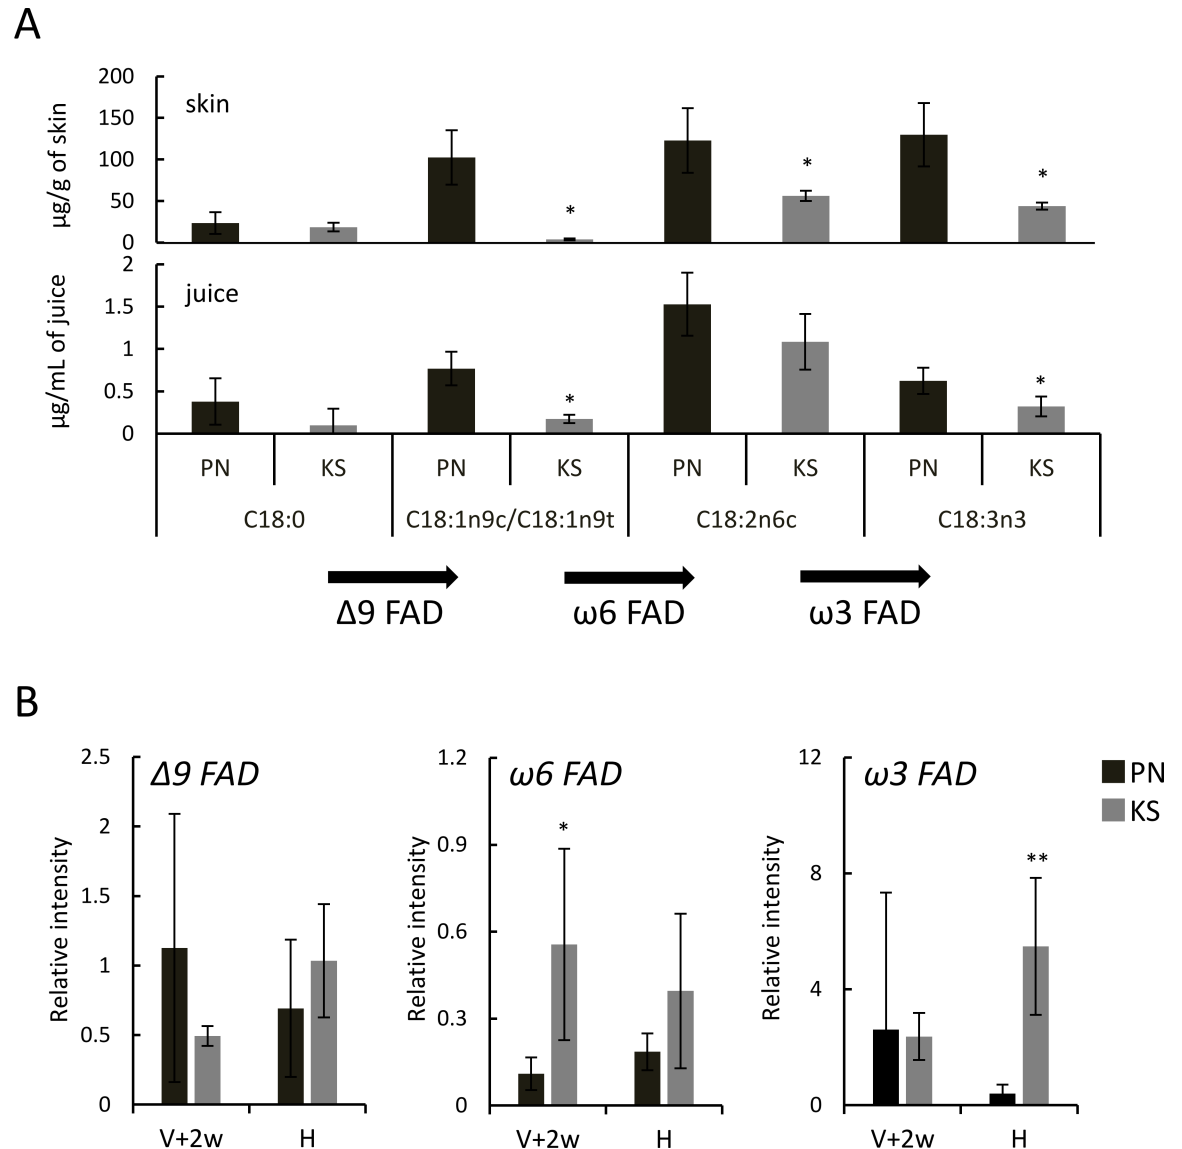 A
200
150
100
50
0
µg/g of skin
skin
*
*
*
2
1.5
1
0.5
0
µg/mL of juice
juice
*
*
PN KS PN KS PN KS PN KS
C18:0 C18:1n9c/C18:1n9t C18:2n6c C18:3n3
Δ9 FAD ω6 FAD ω3 FAD
B
2.5
2
1.5
1
0.5
0
Relative intensity
Δ9 FAD
V+2w H
1.2
0.9
0.6
0.3
0
Relative intensity
ω6 FAD
*
V+2w H
12
8
4
0
Relative intensity
ω3 FAD
**
V+2w H
PN
KS